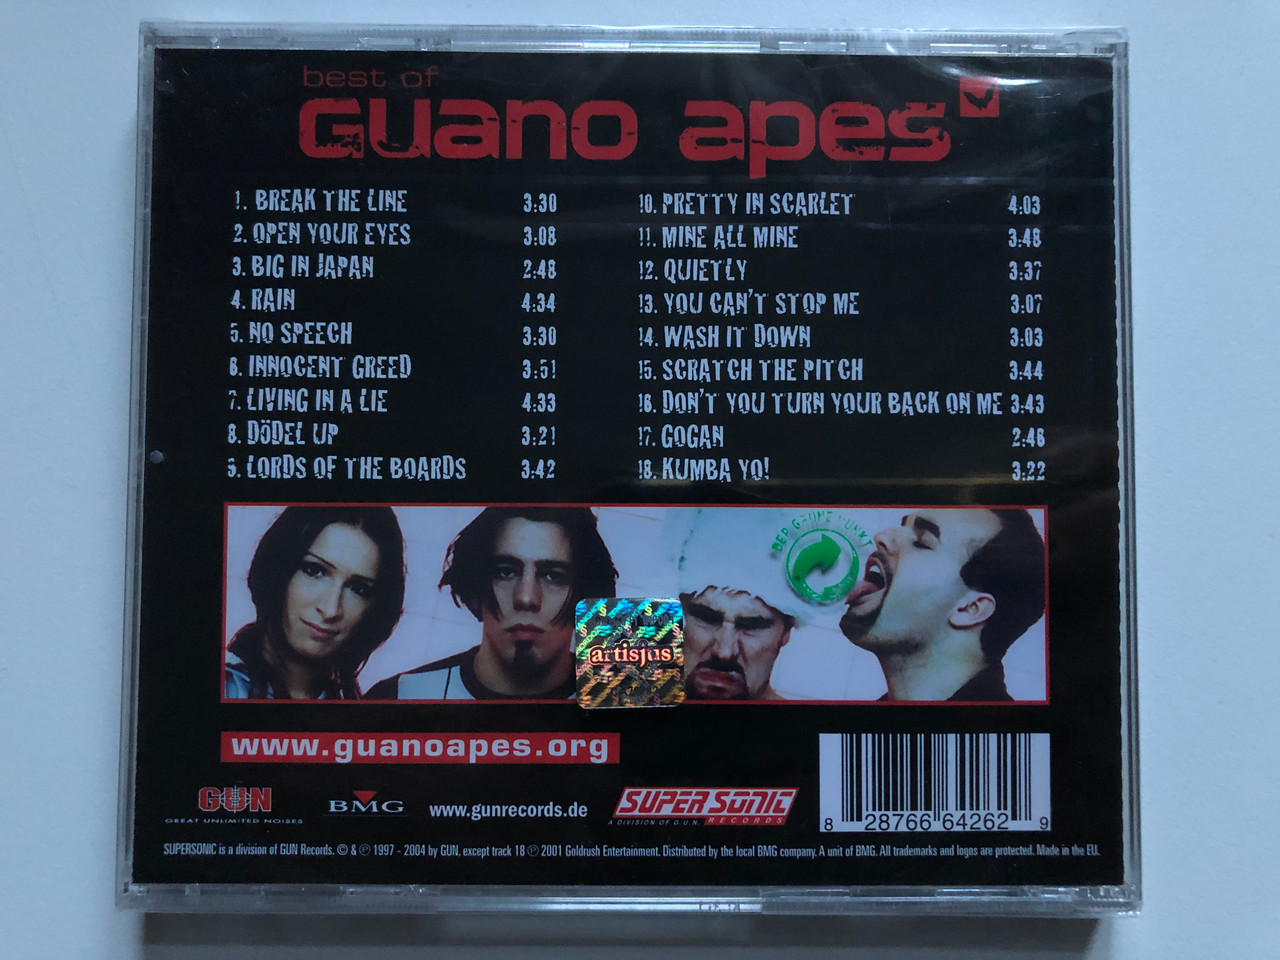 best of
GUANO APES
1. BREAK THE LINE 3:30
2. OPEN YOUR EYES 3:08
3. BIG IN JAPAN 2:48
4. RAIN 4:34
5. NO SPEECH 3:30
6. INNOCENT GREED 3:51
7. LIVING IN A LIE 4:33
8. DÖDEL UP 3:21
9. LORDS OF THE BOARDS 3:42
10. PRETTY IN SCARLET 4:03
11. MINE ALL MINE 3:48
12. QUIETLY 3:37
13. YOU CAN'T STOP ME 3:07
14. WASH IT DOWN 3:03
15. SCRATCH THE PITCH 3:44
16. DON'T YOU TURN YOUR BACK ON ME 3:43
17. GOGAN 2:46
18. KUMBA YO! 3:22
DER GRÜNE PUNKT
artisjus
www.guanoapes.org
GUN
GREAT UNLIMITED NOISES
BMG
www.gunrecords.de
SUPERSONIC
A DIVISION OF G.U.N. RECORDS
8 28766 64262 9
SUPERSONIC is a division of GUN Records. © & ℗ 1997 - 2004 by GUN, except track 18 ℗ 2001 Goldrush Entertainment. Distributed by the local BMG company. A unit of BMG. All trademarks and logos are protected. Made in the EU.